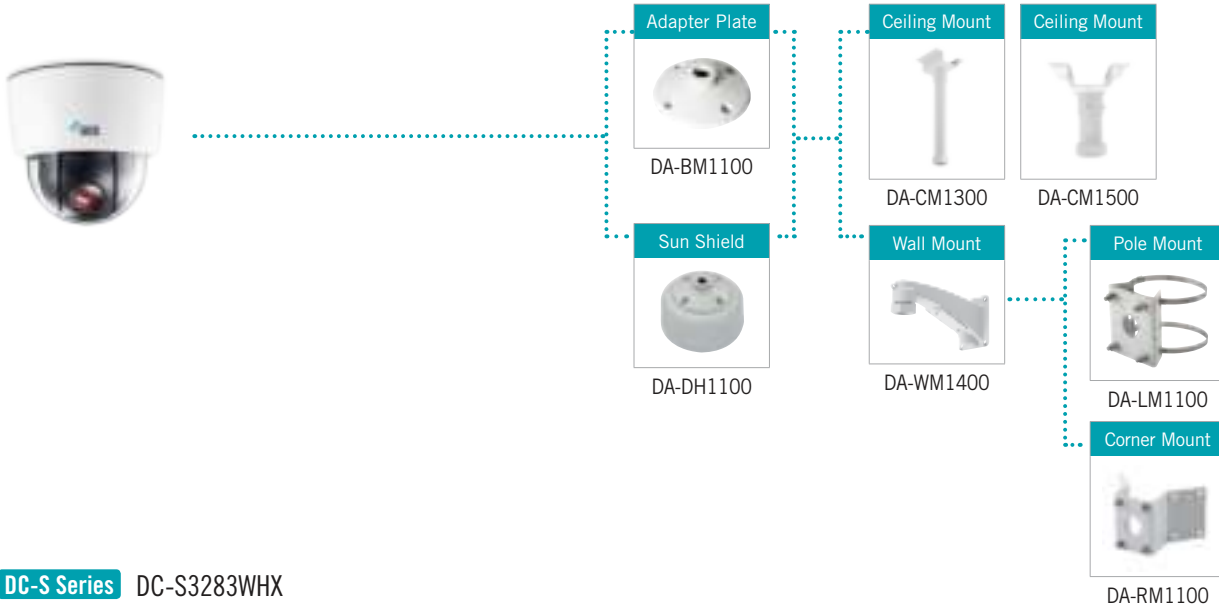 Adapter Plate
DA-BM1100
Sun Shield
DA-DH1100
Ceiling Mount
DA-CM1300
Ceiling Mount
DA-CM1500
Wall Mount
DA-WM1400
Pole Mount
DA-LM1100
Corner Mount
DA-RM1100
DC-S Series DC-S3283WHX